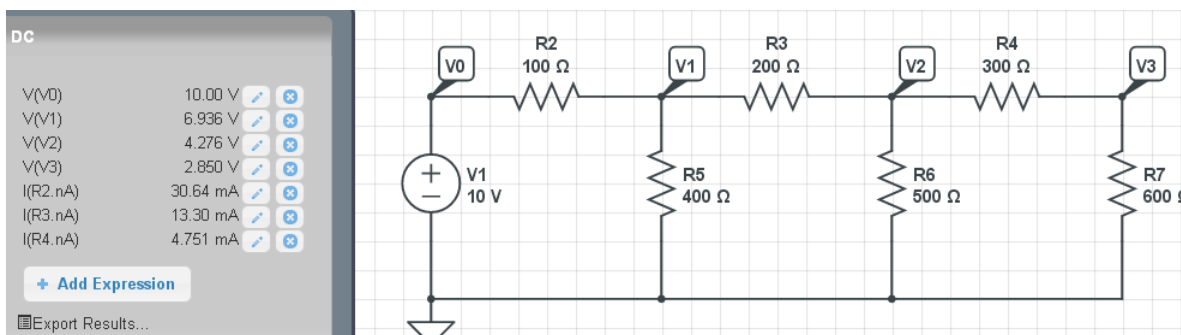 DC
V(V0) 10.00 V
V(V1) 6.936 V
V(V2) 4.276 V
V(V3) 2.850 V
I(R2.nA) 30.64 mA
I(R3.nA) 13.30 mA
I(R4.nA) 4.751 mA
+ Add Expression
Export Results...
V0
R2
100 Ω
V1
R3
200 Ω
V2
R4
300 Ω
V3
+
−
V1
10 V
R5
400 Ω
R6
500 Ω
R7
600